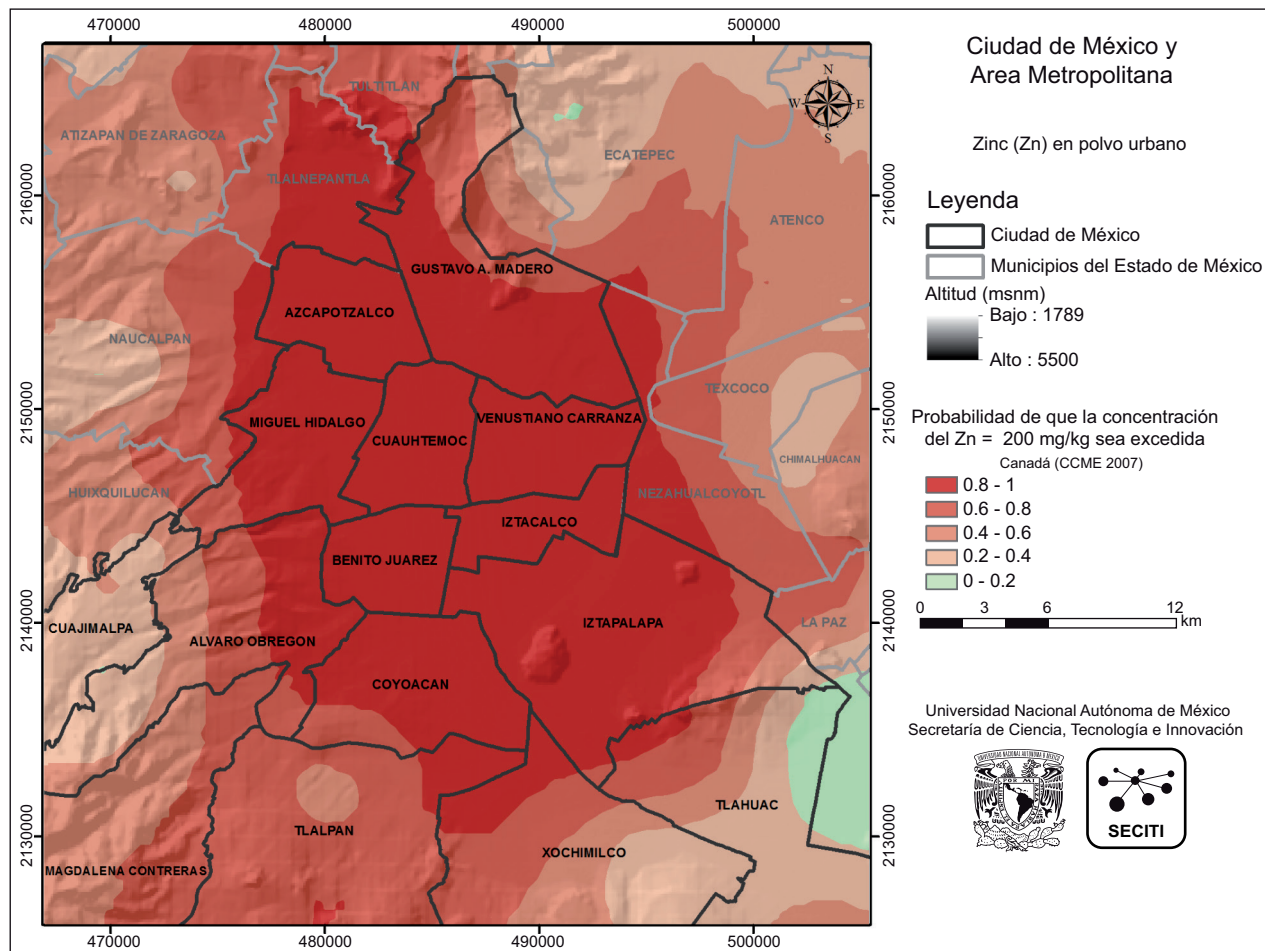 470000 480000 490000 500000
2160000
2150000
2140000
2130000
TULTITLAN
ATIZAPAN DE ZARAGOZA
ECATEPEC
TLALNEPANTLA
ATENCO
GUSTAVO A. MADERO
AZCAPOTZALCO
NAUCALPAN
TEXCOCO
MIGUEL HIDALGO
VENUSTIANO CARRANZA
CUAUHTEMOC
CHIMALHUACAN
HUIXQUILUCAN
NEZAHUALCOYOTL
IZTACALCO
BENITO JUAREZ
CUAJIMALPA
ALVARO OBREGON
IZTAPALAPA
LA PAZ
COYOACAN
TLALPAN
TLAHUAC
XOCHIMILCO
MAGDALENA CONTRERAS
2160000
2150000
2140000
2130000
470000 480000 490000 500000
N
W E
S
Ciudad de México y
Area Metropolitana
Zinc (Zn) en polvo urbano
Leyenda
Ciudad de México
Municipios del Estado de México
Altitud (msnm)
Bajo : 1789
Alto : 5500
Probabilidad de que la concentración
del Zn = 200 mg/kg sea excedida
Canadá (CCME 2007)
0.8 - 1
0.6 - 0.8
0.4 - 0.6
0.2 - 0.4
0 - 0.2
0 3 6 12
km
Universidad Nacional Autónoma de México
Secretaría de Ciencia, Tecnología e Innovación
UNIVERSIDAD NACIONAL AUTONOMA DE MEXICO
SECITI